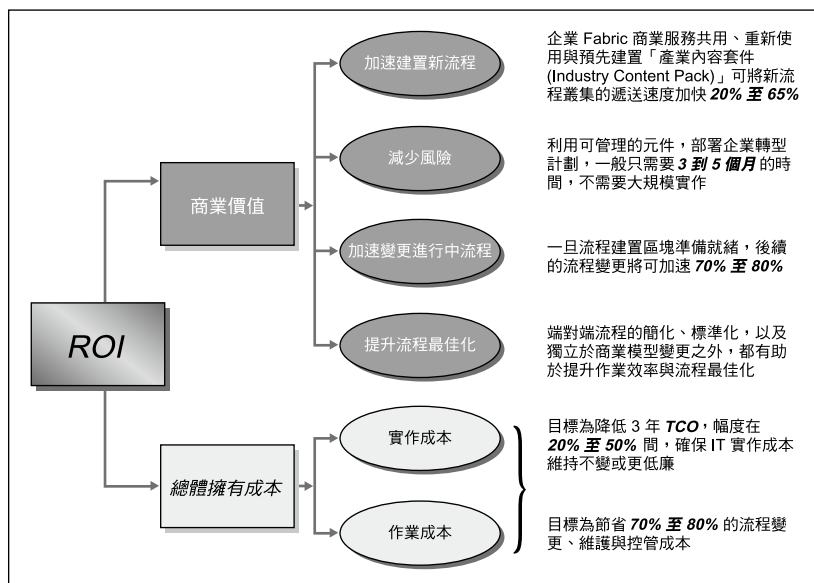 ROI
商業價值
加速建置新流程
企業 Fabric 商業服務共用、重新使
用與預先建置「產業內容套件
(Industry Content Pack)」可將新流
程叢集的遞送速度加快 20% 至 65%
減少風險
利用可管理的元件，部署企業轉型
計劃，一般只需要 3 到 5 個月 的時
間，不需要大規模實作
加速變更進行中流程
一旦流程建置區塊準備就緒，後續
的流程變更將可加速 70% 至 80%
提升流程最佳化
端對端流程的簡化、標準化，以及
獨立於商業模型變更之外，都有助
於提升作業效率與流程最佳化
總體擁有成本
實作成本
目標為降低 3 年 TCO，幅度在
20% 至 50% 間，確保 IT 實作成本
維持不變或更低廉
作業成本
目標為節省 70% 至 80% 的流程變
更、維護與控管成本